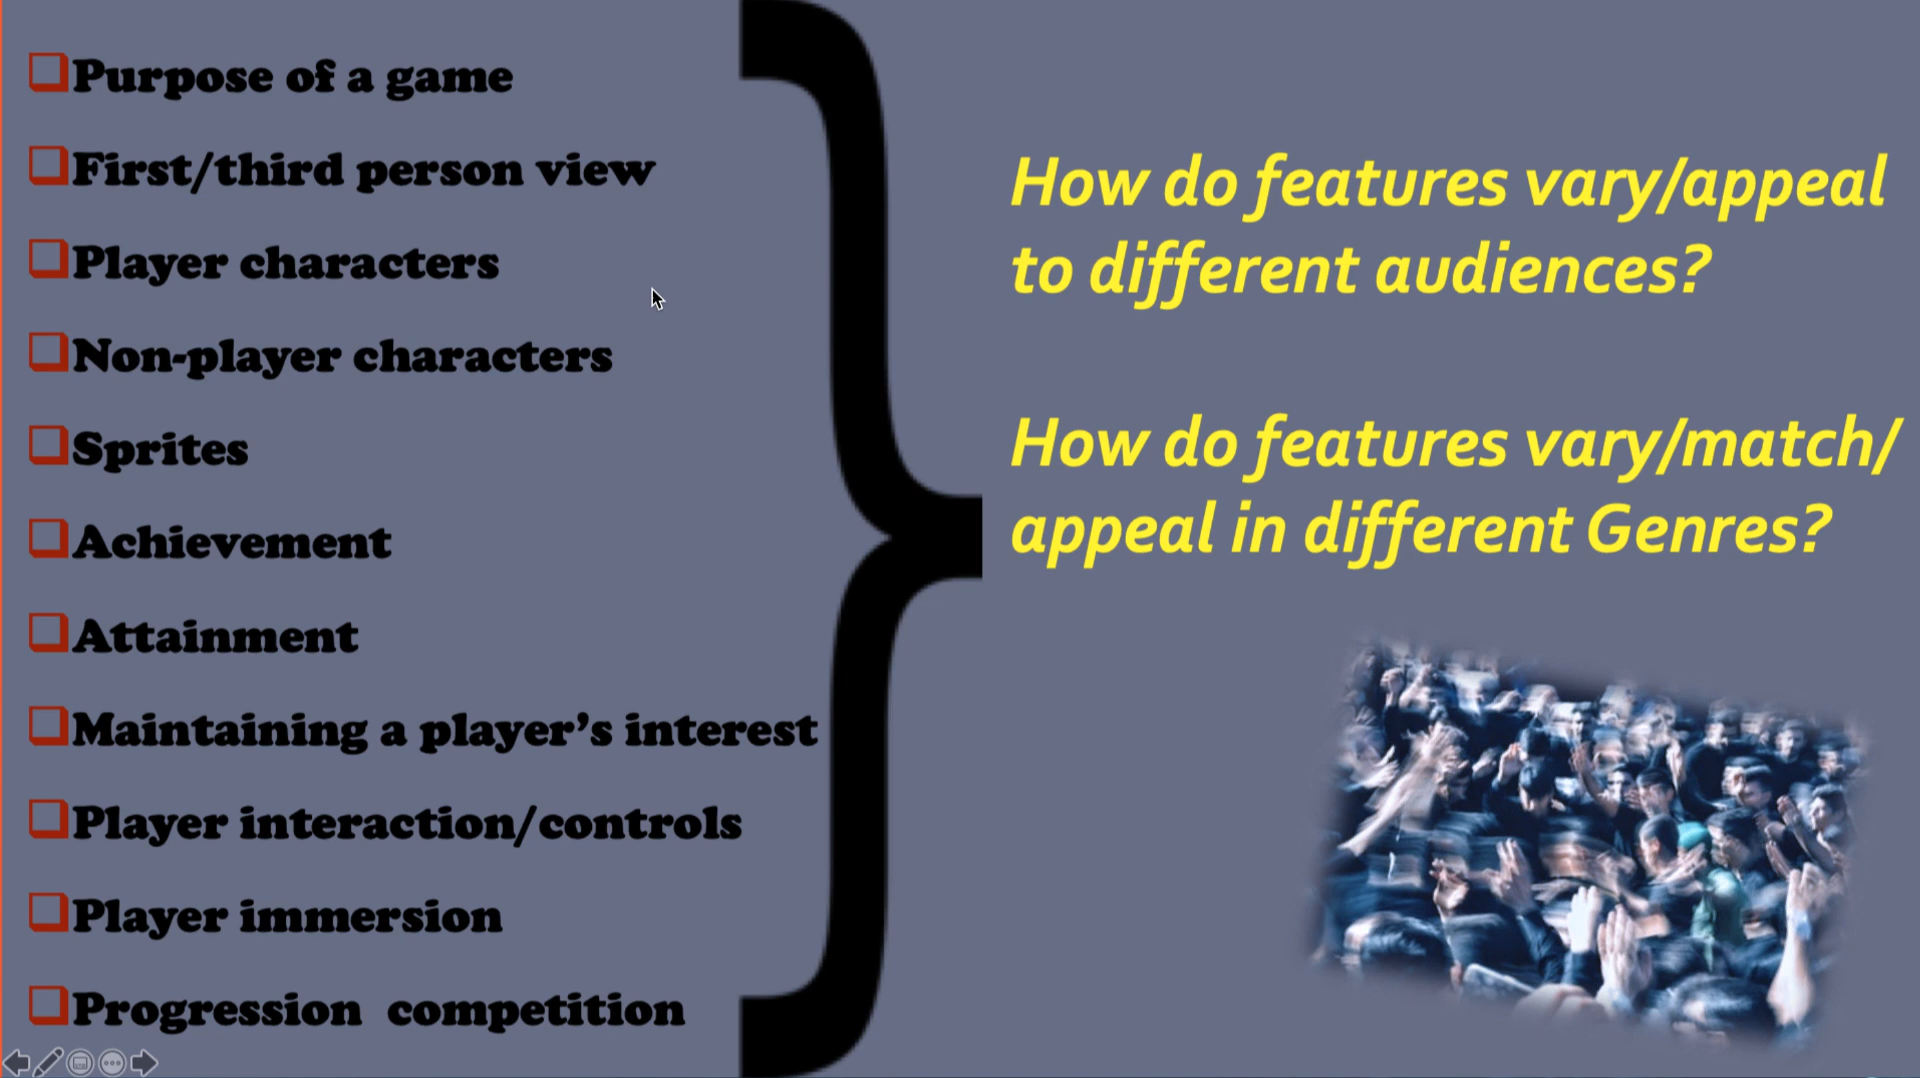 Purpose of a game
First/third person view
Player characters
Non-player characters
Sprites
Achievement
Attainment
Maintaining a player’s interest
Player interaction/controls
Player immersion
Progression  competition
How do features vary/appeal
to different audiences?
How do features vary/match/
appeal in different Genres?